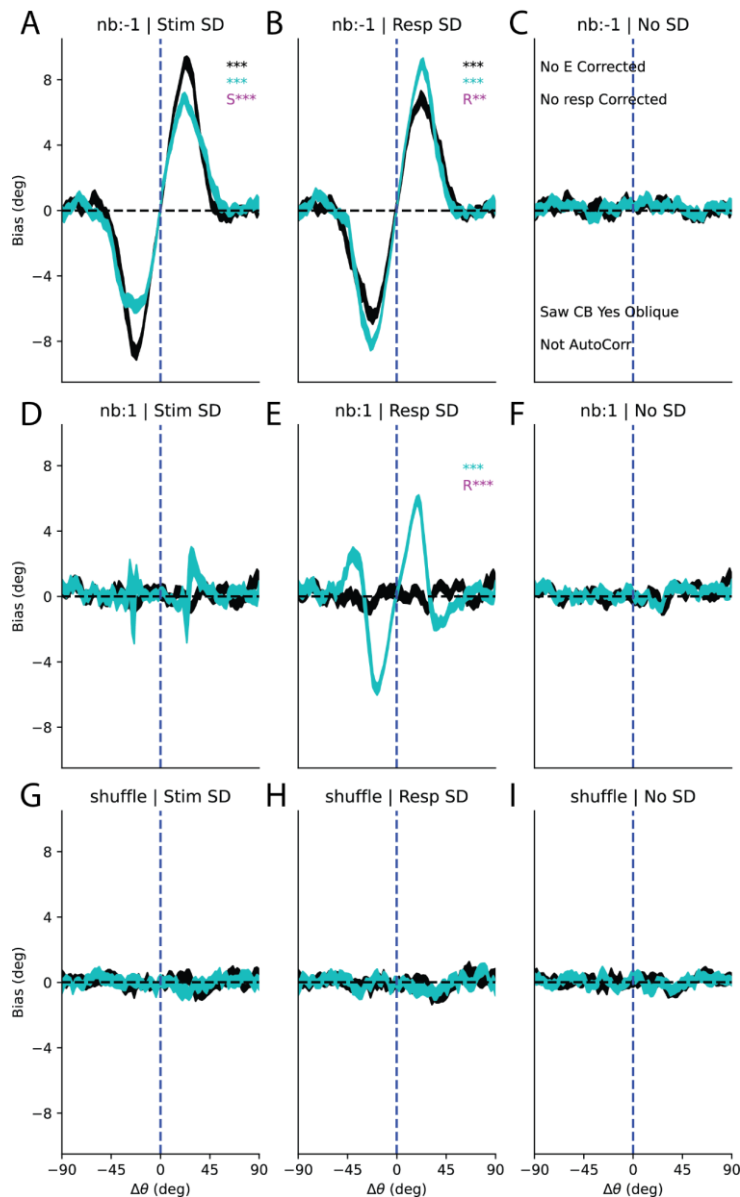 A
nb:-1 | Stim SD
B
nb:-1 | Resp SD
C
nb:-1 | No SD
8
4
0
−4
−8
Bias (deg)
***
***
S***
***
R**
No E Corrected
No resp Corrected
Saw CB Yes Oblique
Not AutoCorr
D
nb:1 | Stim SD
E
nb:1 | Resp SD
F
nb:1 | No SD
8
4
0
−4
−8
Bias (deg)
***
R***
G
shuffle | Stim SD
H
shuffle | Resp SD
I
shuffle | No SD
8
4
0
−4
−8
Bias (deg)
−90 −45 0 45 90
−90 −45 0 45 90
−90 −45 0 45 90
Δθ (deg)
Δθ (deg)
Δθ (deg)